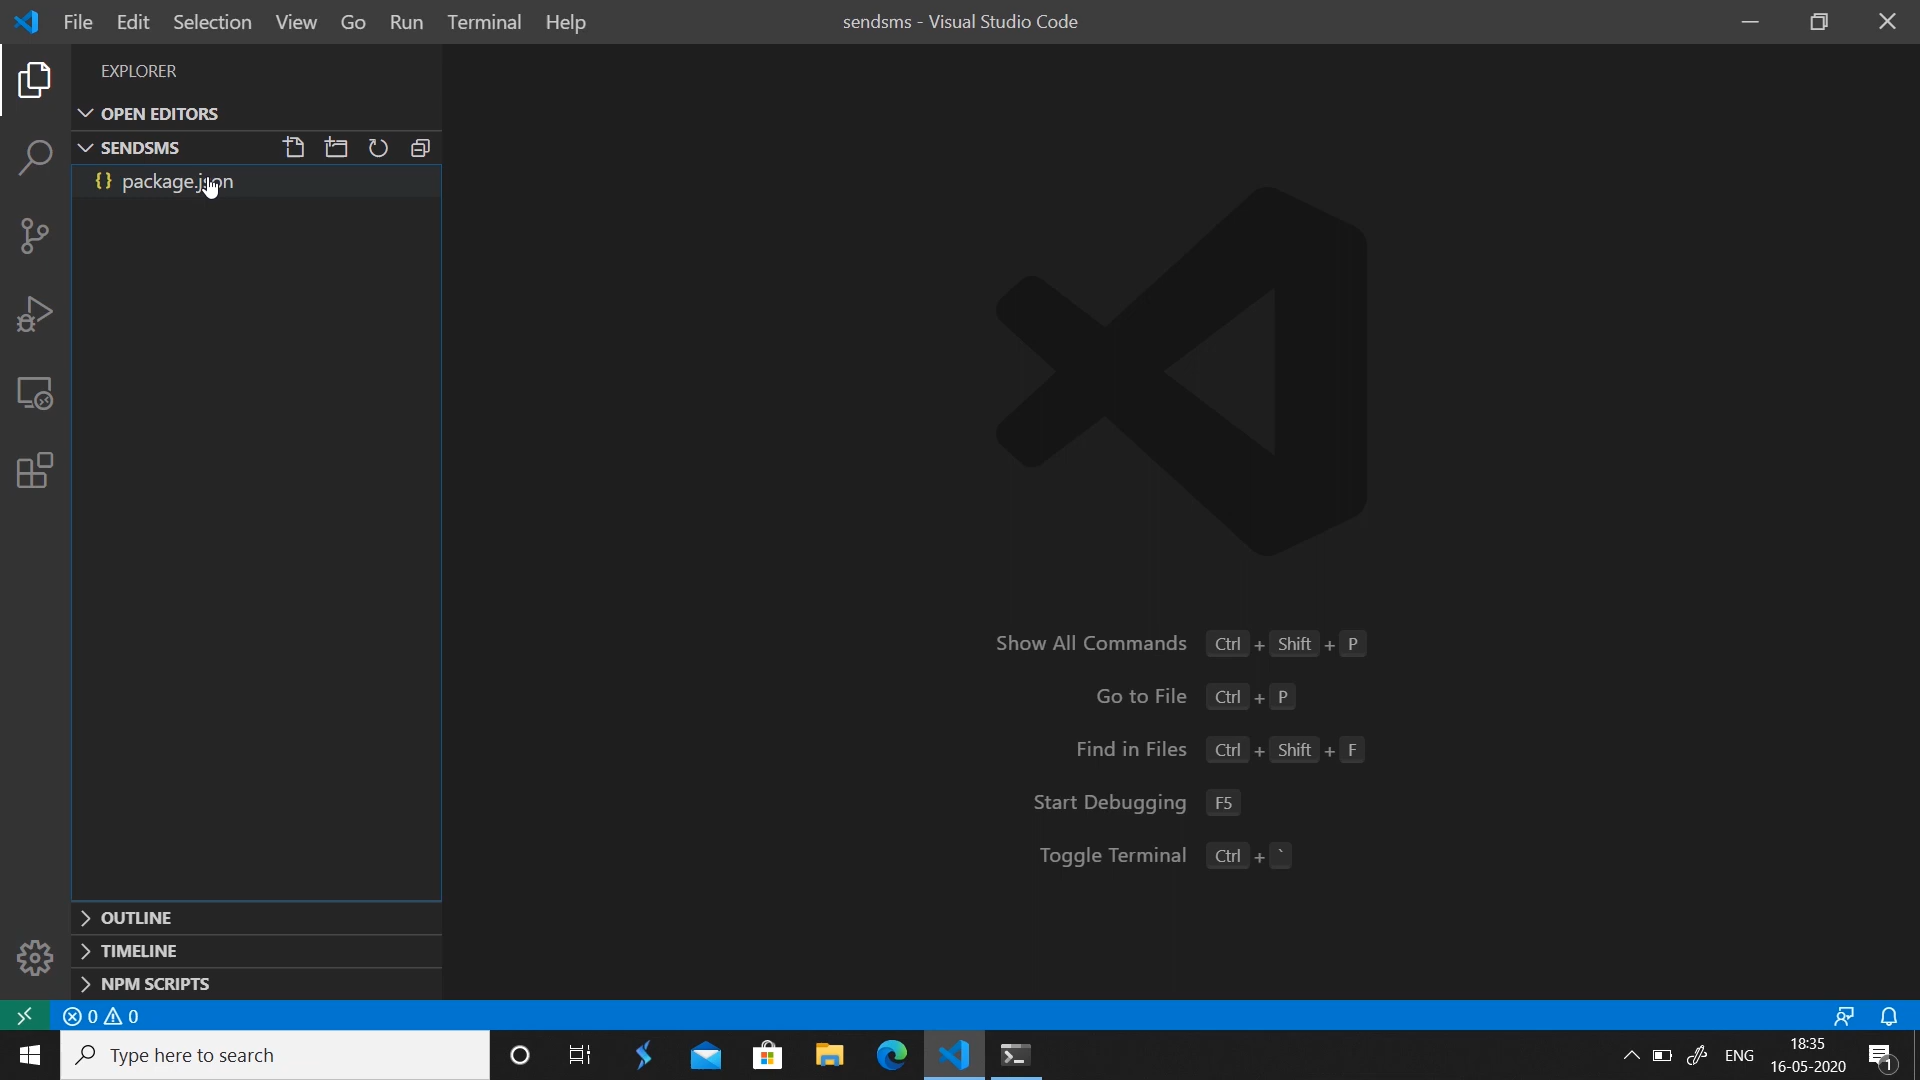 File Edit Selection View Go Run Terminal Help
sendsms - Visual Studio Code
EXPLORER
OPEN EDITORS
SENDSMS
{} package.json
Show All Commands Ctrl + Shift + P
Go to File Ctrl + P
Find in Files Ctrl + Shift + F
Start Debugging F5
Toggle Terminal Ctrl + `
OUTLINE
TIMELINE
NPM SCRIPTS
0 0
Type here to search
ENG
18:35
16-05-2020
1